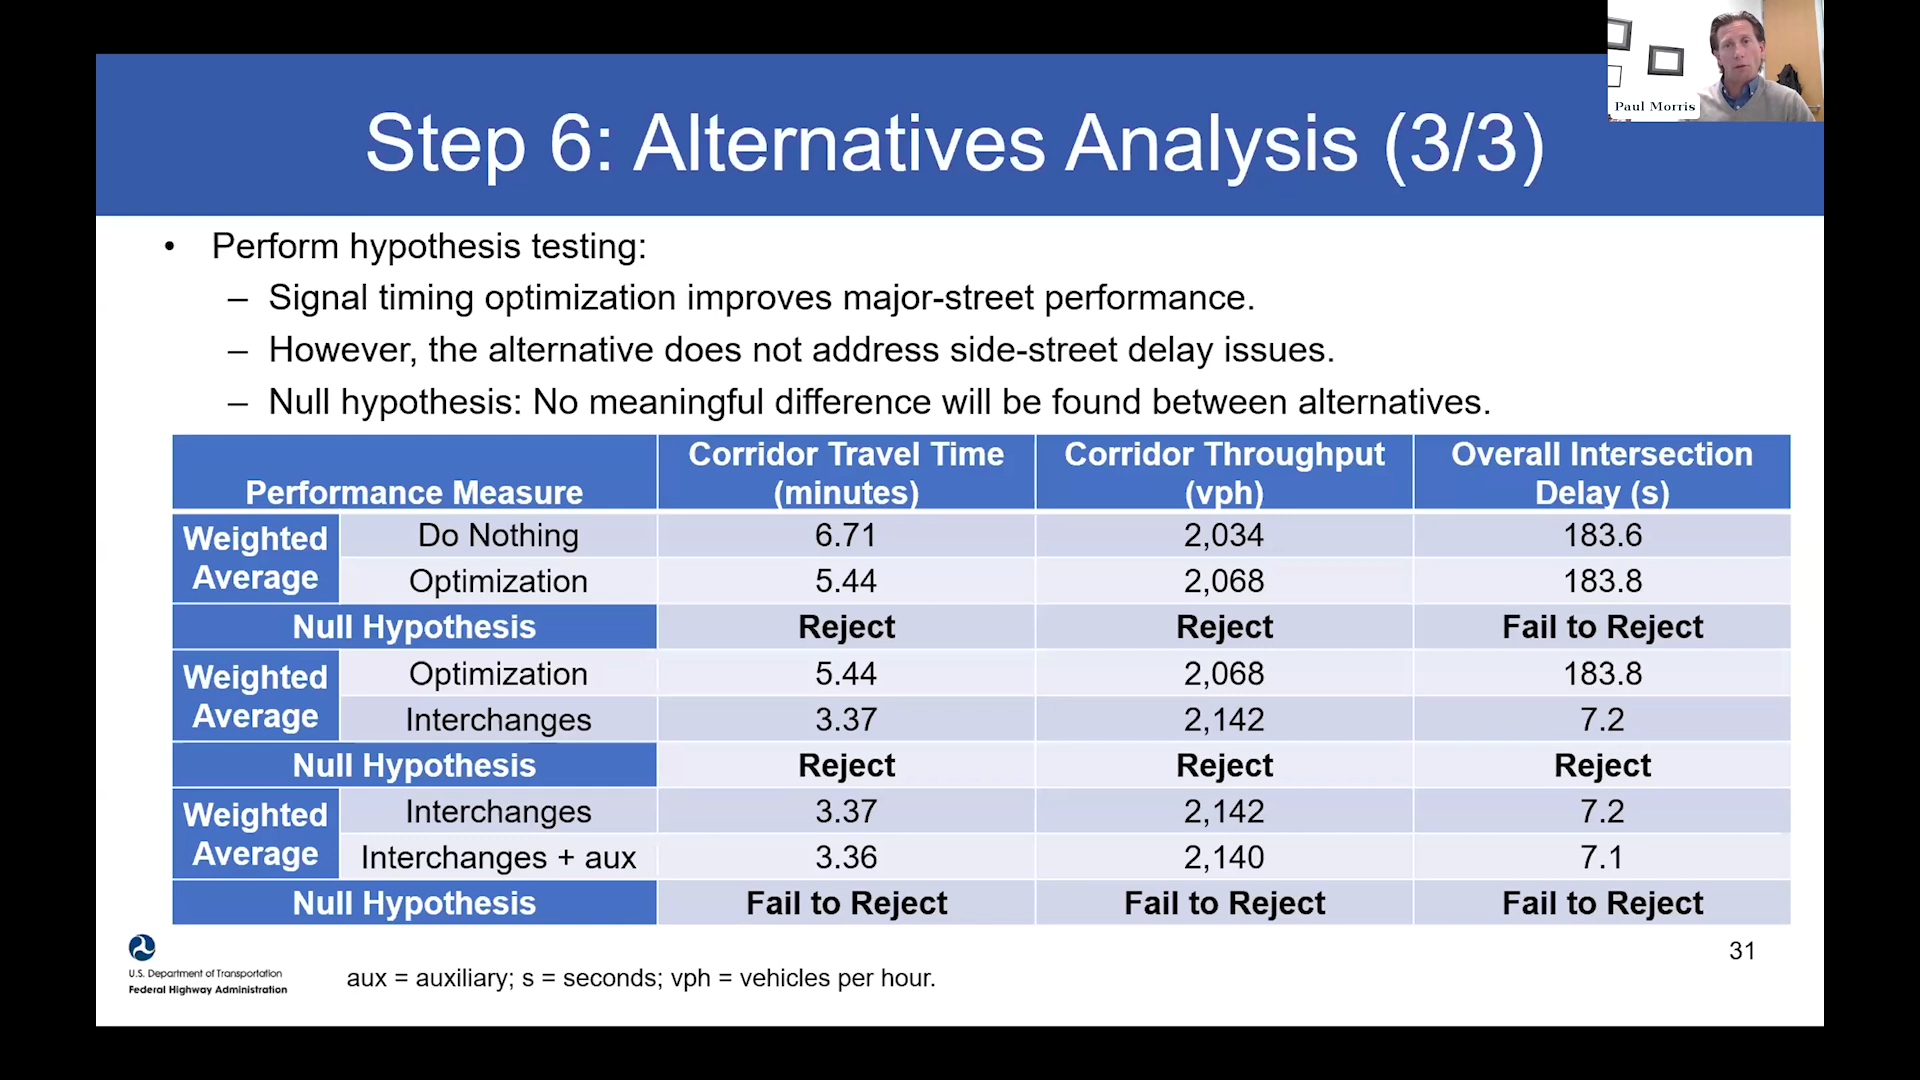 Paul Morris
Step 6: Alternatives Analysis (3/3)
• Perform hypothesis testing:
– Signal timing optimization improves major-street performance.
– However, the alternative does not address side-street delay issues.
– Null hypothesis: No meaningful difference will be found between alternatives.
Performance Measure Corridor Travel Time (minutes) Corridor Throughput (vph) Overall Intersection Delay (s)
Weighted Average Do Nothing 6.71 2,034 183.6
Optimization 5.44 2,068 183.8
Null Hypothesis Reject Reject Fail to Reject
Weighted Average Optimization 5.44 2,068 183.8
Interchanges 3.37 2,142 7.2
Null Hypothesis Reject Reject Reject
Weighted Average Interchanges 3.37 2,142 7.2
Interchanges + aux 3.36 2,140 7.1
Null Hypothesis Fail to Reject Fail to Reject Fail to Reject
U.S. Department of Transportation
Federal Highway Administration
aux = auxiliary; s = seconds; vph = vehicles per hour.
31